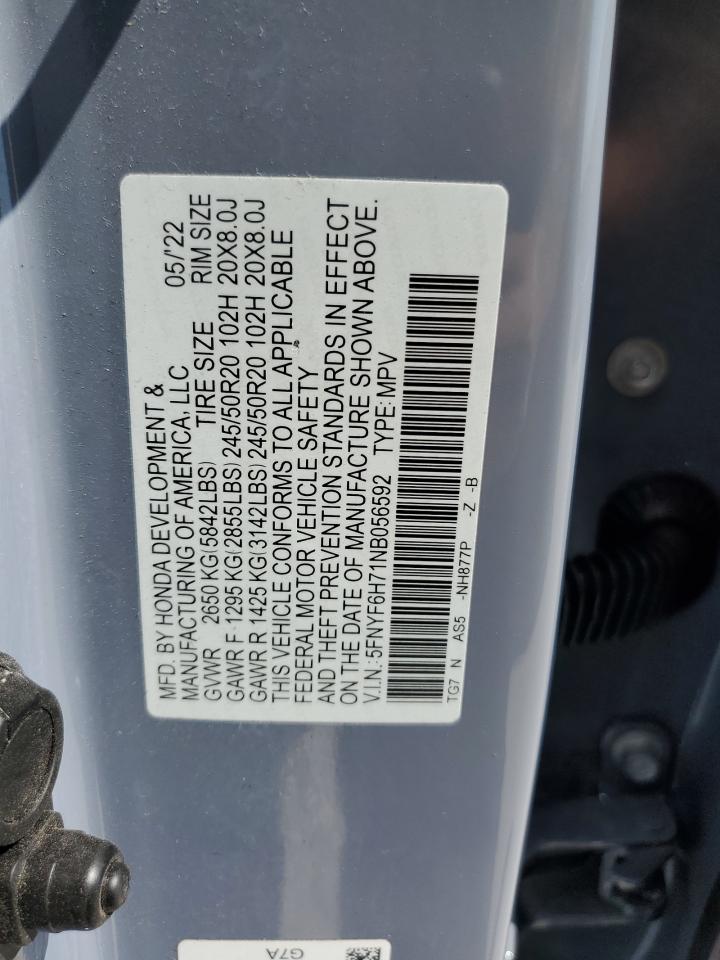 MFD. BY HONDA DEVELOPMENT &
MANUFACTURING OF AMERICA, LLC 05/'22
GVWR 2650 KG(5842LBS) TIRE SIZE RIM SIZE
GAWR F 1295 KG(2855LBS) 245/50R20 102H 20X8.0J
GAWR R 1425 KG(3142LBS) 245/50R20 102H 20X8.0J
THIS VEHICLE CONFORMS TO ALL APPLICABLE
FEDERAL MOTOR VEHICLE SAFETY
AND THEFT PREVENTION STANDARDS IN EFFECT
ON THE DATE OF MANUFACTURE SHOWN ABOVE.
V.I.N.:5FNYF6H71NB056592 TYPE:MPV
TG7 N AS5 -NH877P -Z -B
G7A